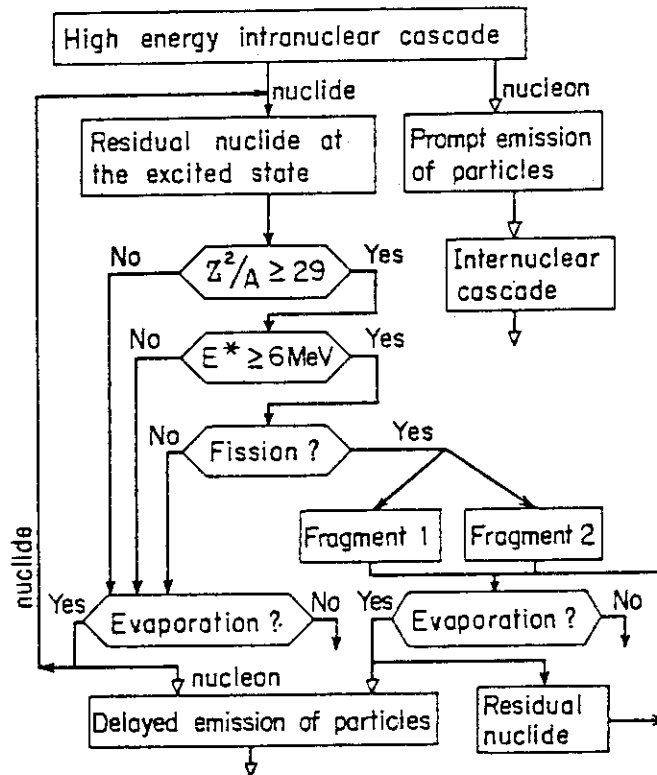 High energy intranuclear cascade
nuclide
nucleon
Residual nuclide at
the excited state
Prompt emission
of particles
No
Z²/A ≥ 29
Yes
Internuclear
cascade
No
E* ≥ 6 MeV
Yes
No
Fission ?
Yes
Fragment 1
Fragment 2
nuclide
Yes
Evaporation ?
No
Yes
Evaporation ?
No
nucleon
Delayed emission of particles
Residual
nuclide